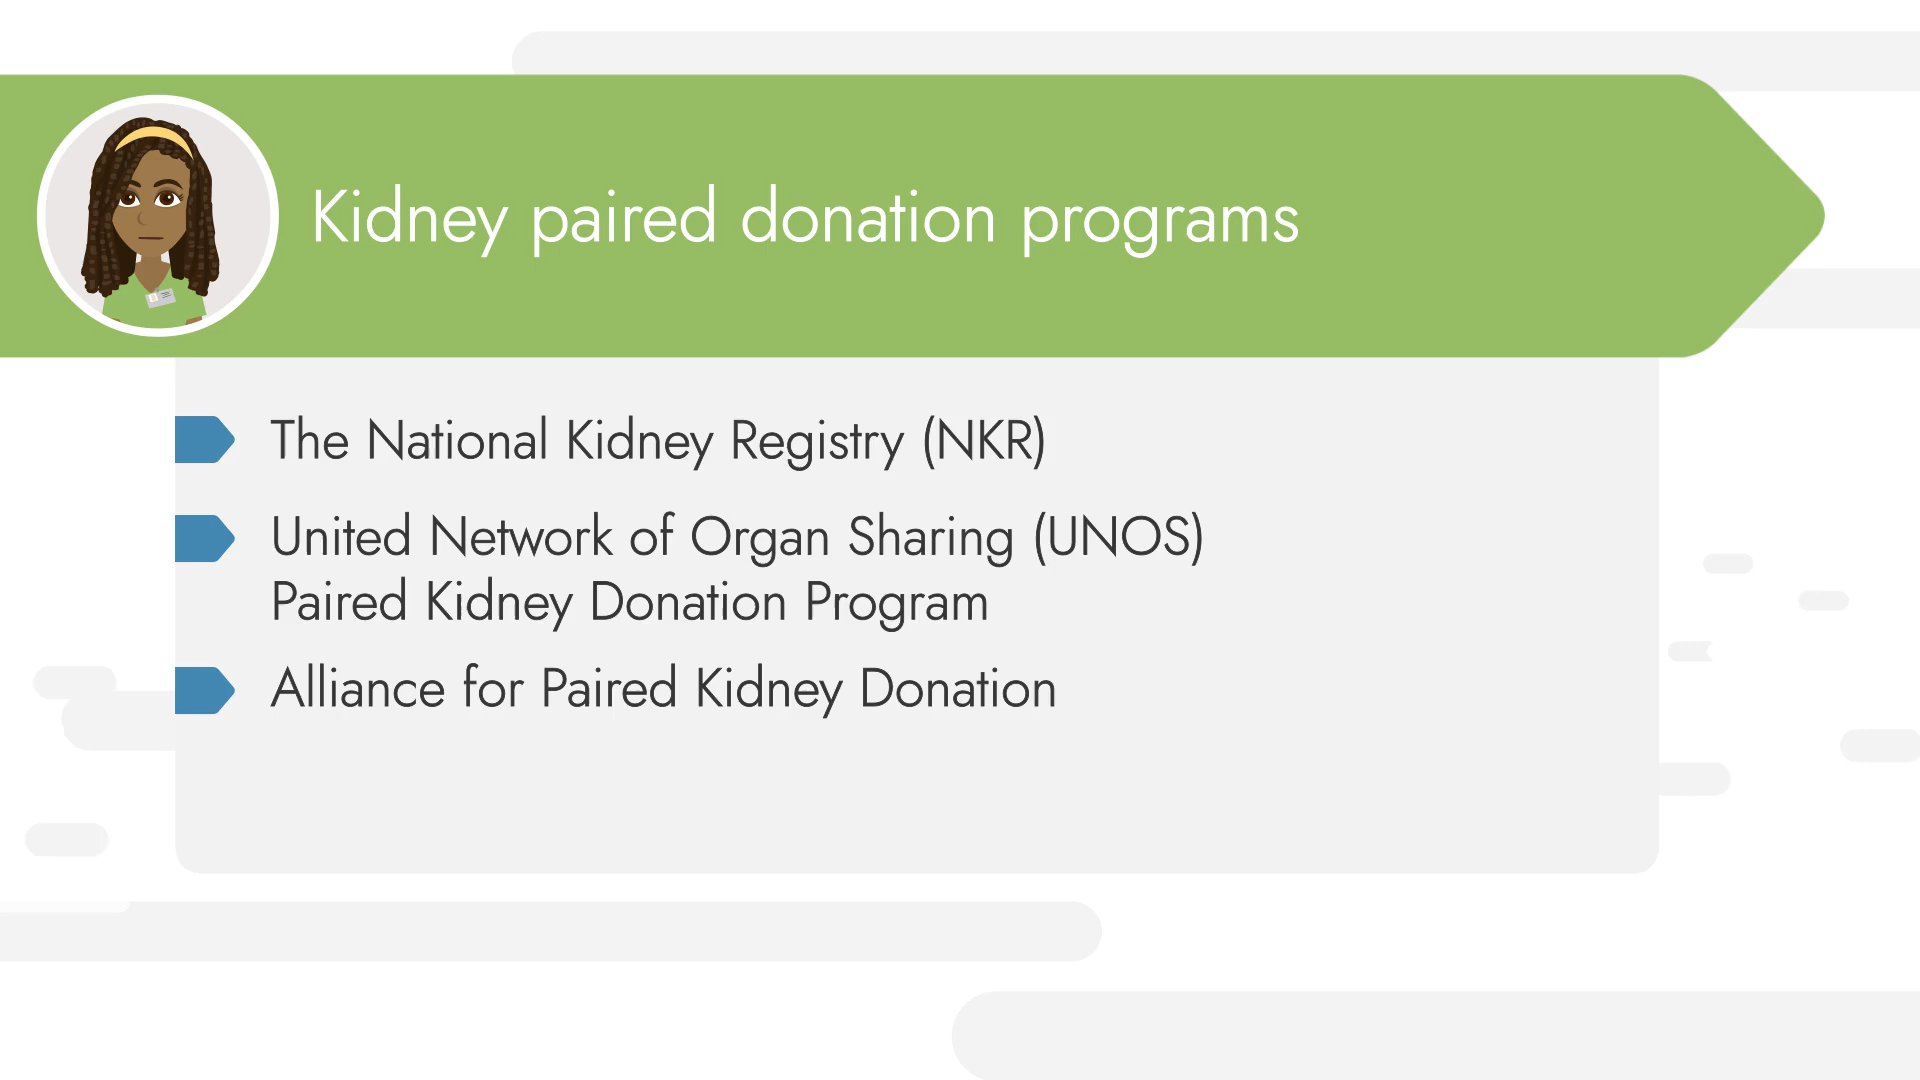 Kidney paired donation programs
The National Kidney Registry (NKR)
United Network of Organ Sharing (UNOS)
Paired Kidney Donation Program
Alliance for Paired Kidney Donation